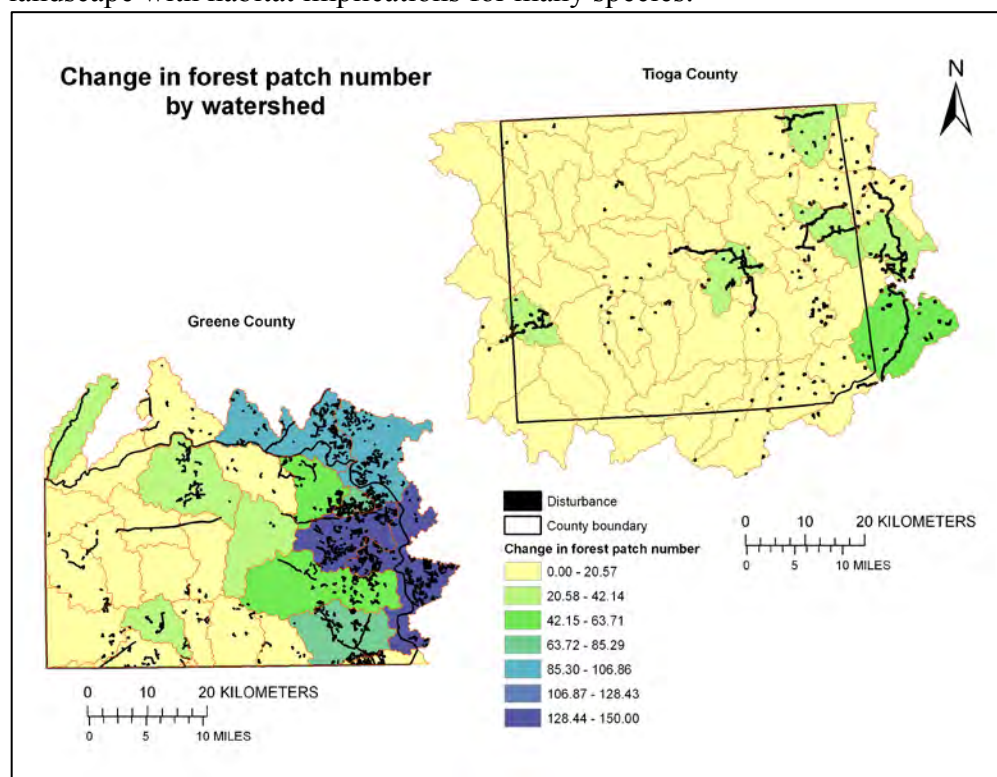 landscape with habitat implications for many species.
Change in forest patch number
by watershed
Tioga County
N
Greene County
Disturbance
County boundary
Change in forest patch number
0.00 - 20.57
20.58 - 42.14
42.15 - 63.71
63.72 - 85.29
85.30 - 106.86
106.87 - 128.43
128.44 - 150.00
0 10 20 KILOMETERS
0 5 10 MILES
0 10 20 KILOMETERS
0 5 10 MILES